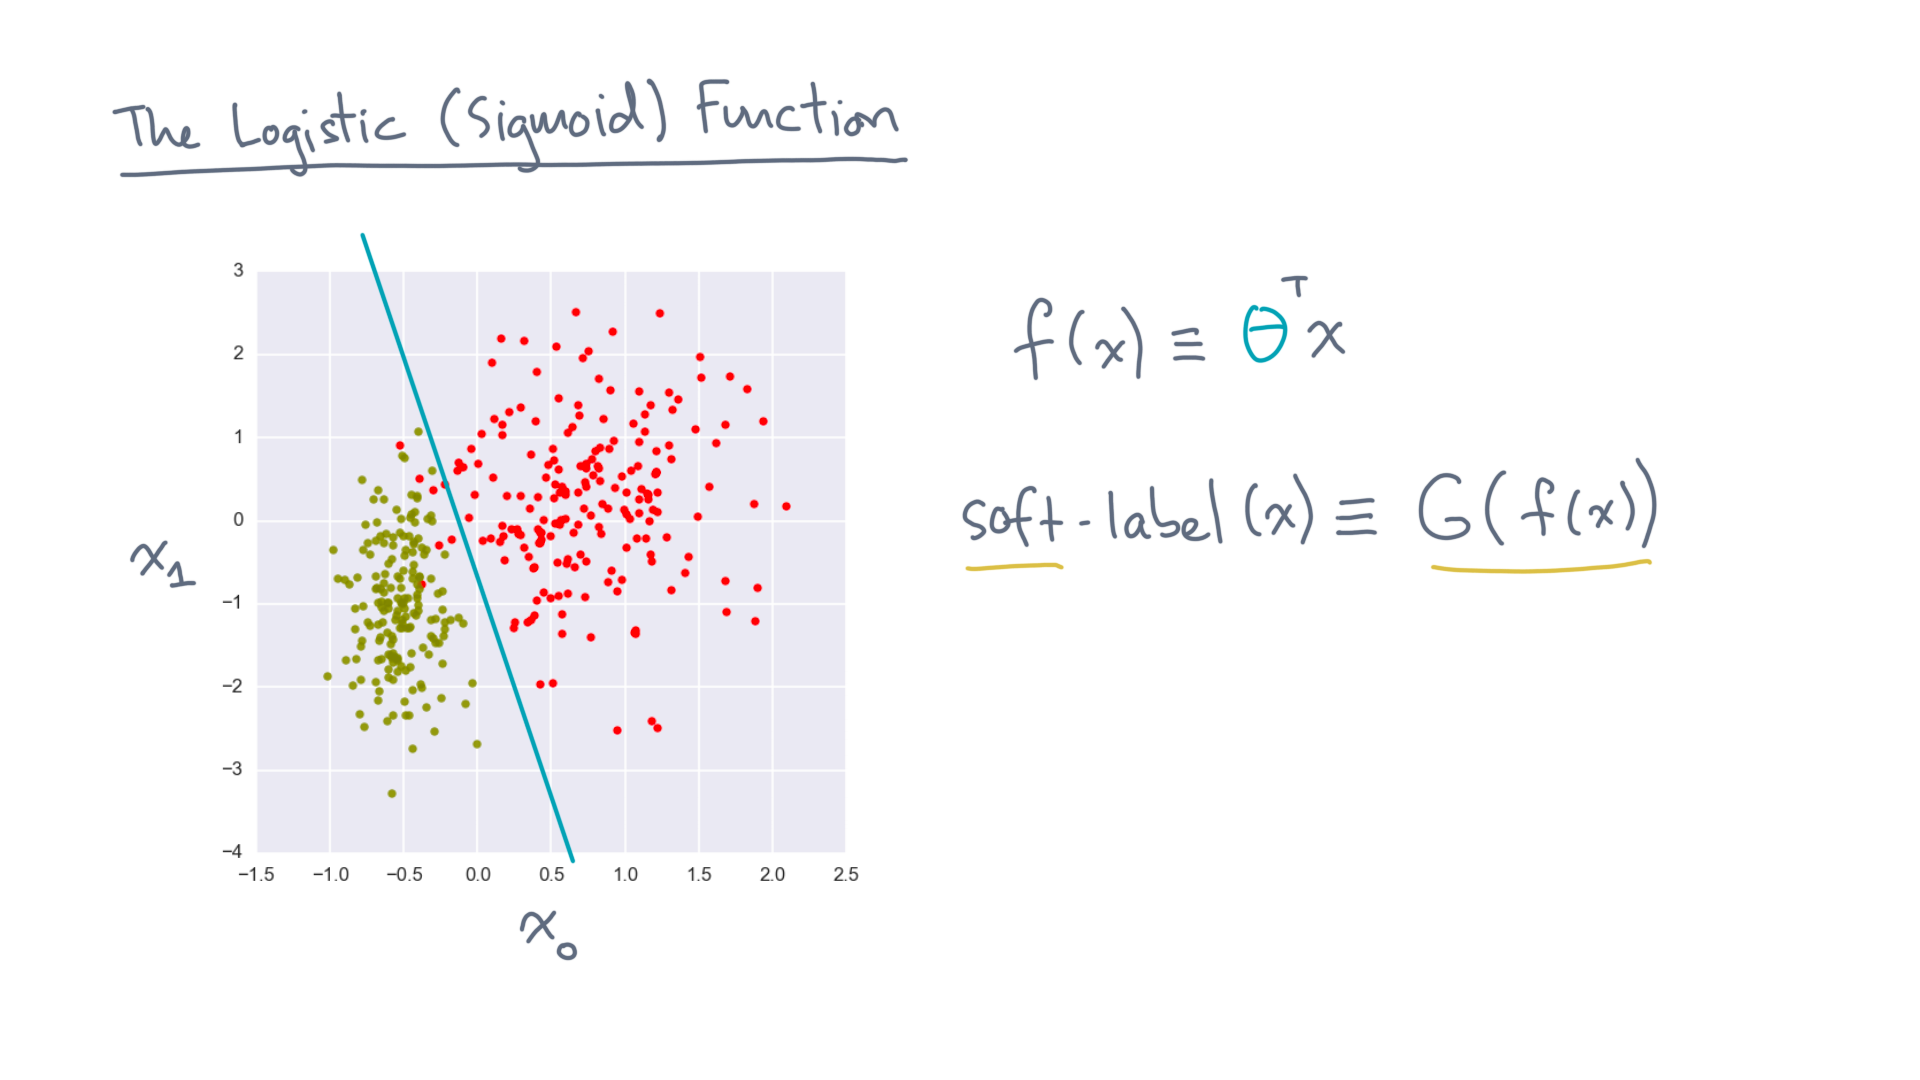 The Logistic (Sigmoid) Function
f(x) ≡ θᵀx
soft-label(x) ≡ G(f(x))
3
2
1
0
−1
−2
−3
−4
x₁
−1.5 −1.0 −0.5 0.0 0.5 1.0 1.5 2.0 2.5
x₀